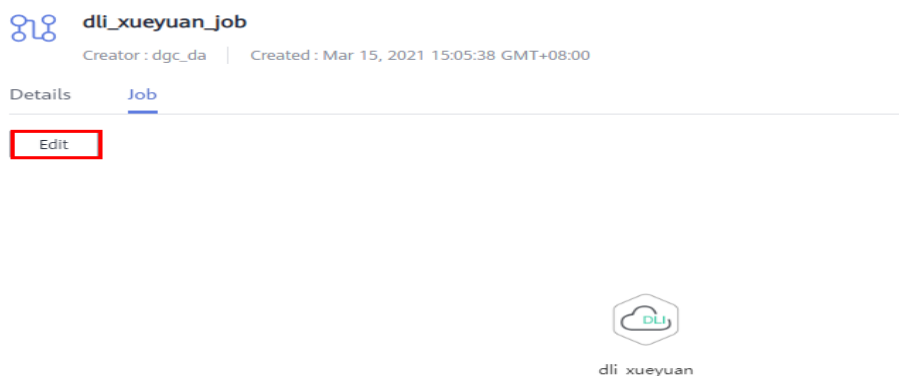 dli_xueyuan_job
Creator : dgc_da Created : Mar 15, 2021 15:05:38 GMT+08:00
Details Job
Edit
DLI
dli_xueyuan